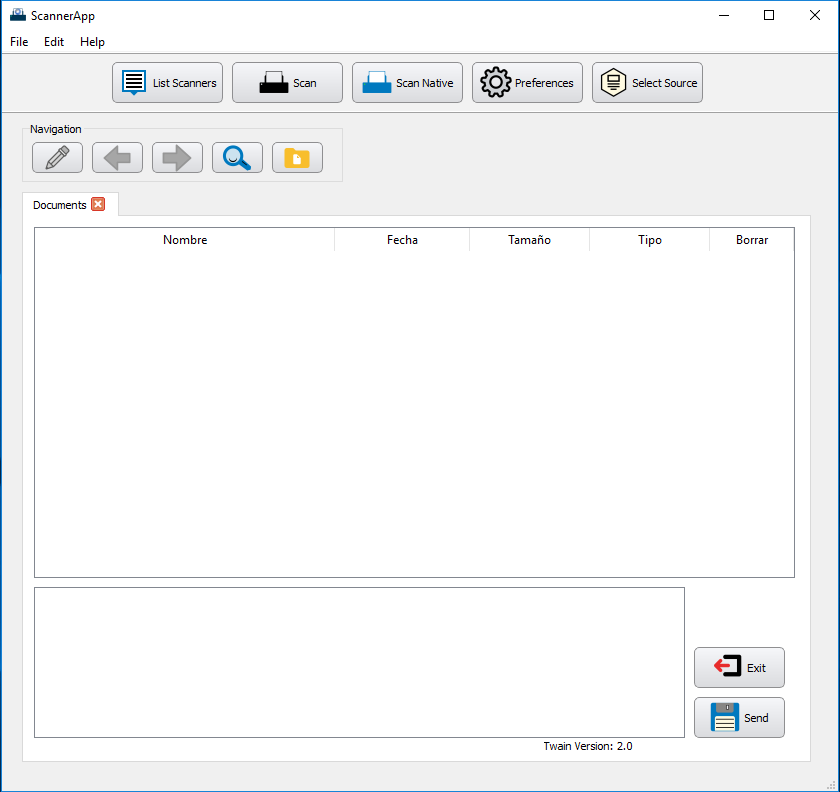 ScannerApp
File Edit Help
List Scanners Scan Scan Native Preferences Select Source
Navigation
Documents
Nombre Fecha Tamaño Tipo Borrar
Exit
Send
Twain Version: 2.0